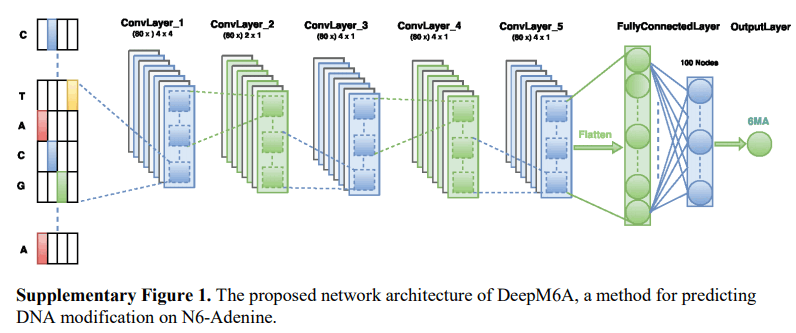 ConvLayer_1
(80 x ) 4 x 4
ConvLayer_2
(80 x) 2 x 1
ConvLayer_3
(80 x) 4 x 1
ConvLayer_4
(80 x) 4 x 1
ConvLayer_5
(80 x) 4 x 1
FullyConnectedLayer
OutputLayer
100 Nodes
C
T
A
C
G
A
Flatten
6MA
Supplementary Figure 1. The proposed network architecture of DeepM6A, a method for predicting
DNA modification on N6-Adenine.